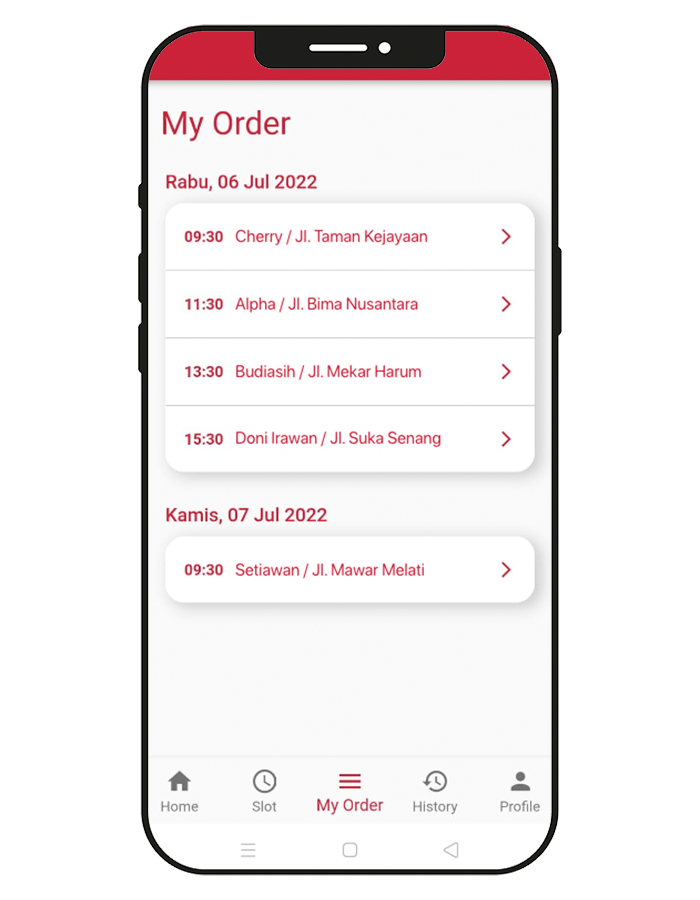 My Order
Rabu, 06 Jul 2022
09:30 Cherry / Jl. Taman Kejayaan
11:30 Alpha / Jl. Bima Nusantara
13:30 Budiasih / Jl. Mekar Harum
15:30 Doni Irawan / Jl. Suka Senang
Kamis, 07 Jul 2022
09:30 Setiawan / Jl. Mawar Melati
Home Slot My Order History Profile